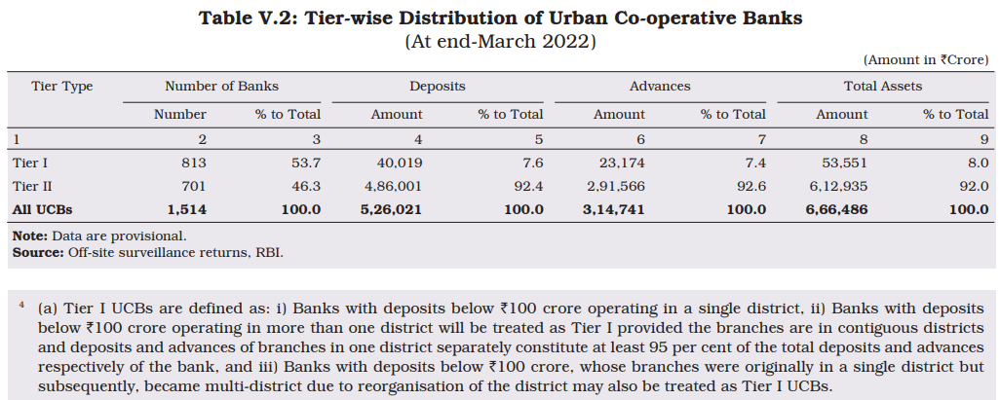 Table V.2: Tier-wise Distribution of Urban Co-operative Banks
(At end-March 2022)
(Amount in ₹Crore)
Tier Type Number of Banks Deposits Advances Total Assets
Number % to Total Amount % to Total Amount % to Total Amount % to Total
1 2 3 4 5 6 7 8 9
Tier I 813 53.7 40,019 7.6 23,174 7.4 53,551 8.0
Tier II 701 46.3 4,86,001 92.4 2,91,566 92.6 6,12,935 92.0
All UCBs 1,514 100.0 5,26,021 100.0 3,14,741 100.0 6,66,486 100.0
Note: Data are provisional.
Source: Off-site surveillance returns, RBI.
4 (a) Tier I UCBs are defined as: i) Banks with deposits below ₹100 crore operating in a single district, ii) Banks with deposits
below ₹100 crore operating in more than one district will be treated as Tier I provided the branches are in contiguous districts
and deposits and advances of branches in one district separately constitute at least 95 per cent of the total deposits and advances
respectively of the bank, and iii) Banks with deposits below ₹100 crore, whose branches were originally in a single district but
subsequently, became multi-district due to reorganisation of the district may also be treated as Tier I UCBs.